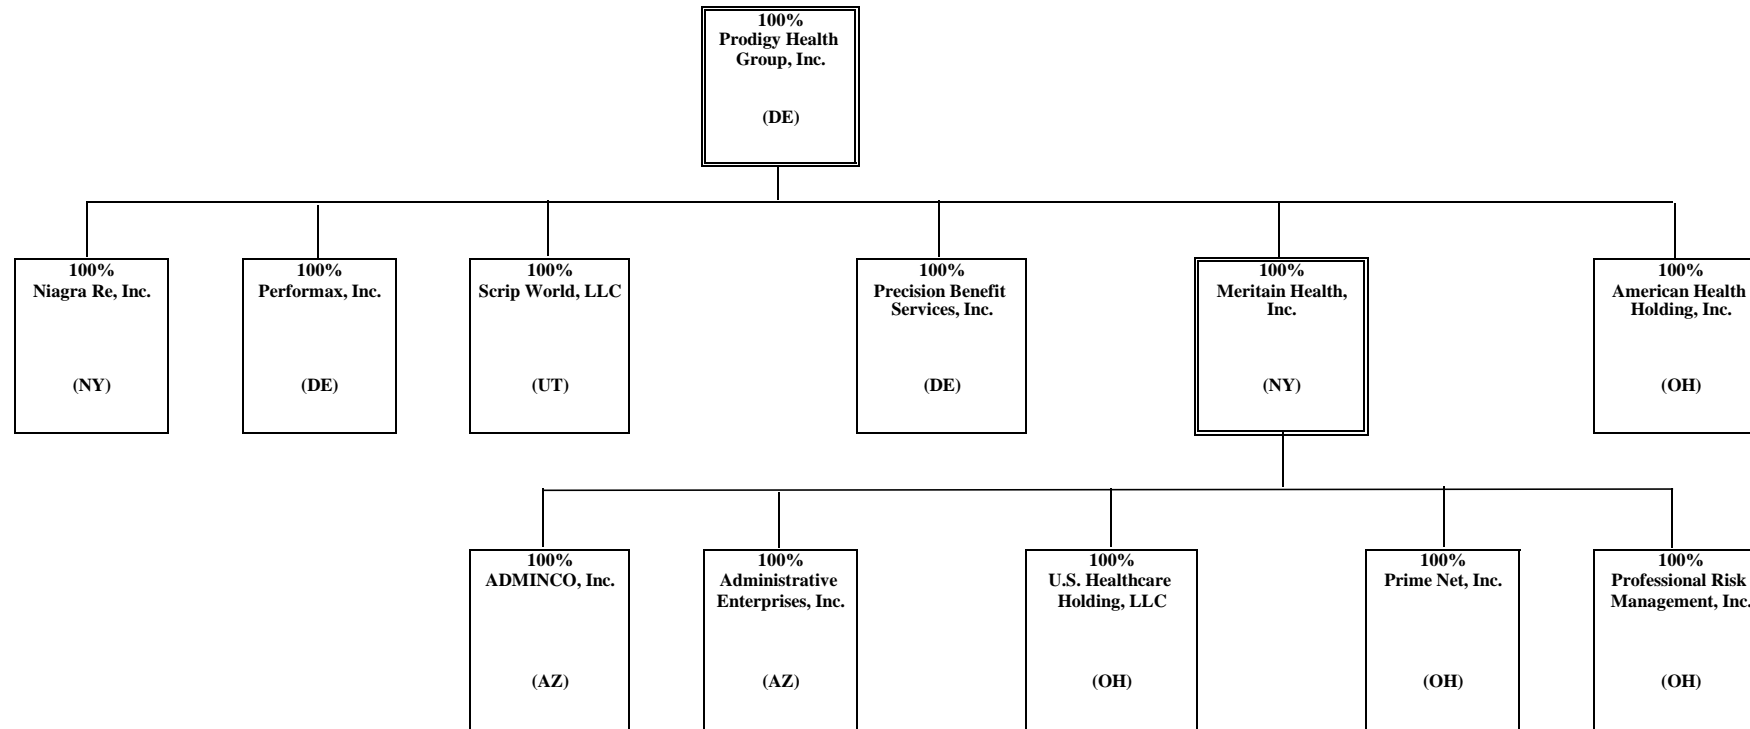 100%
Prodigy Health
Group, Inc.
(DE)
100%
Niagra Re, Inc.
(NY)
100%
Performax, Inc.
(DE)
100%
Scrip World, LLC
(UT)
100%
Precision Benefit
Services, Inc.
(DE)
100%
Meritain Health,
Inc.
(NY)
100%
American Health
Holding, Inc.
(OH)
100%
ADMINCO, Inc.
(AZ)
100%
Administrative
Enterprises, Inc.
(AZ)
100%
U.S. Healthcare
Holding, LLC
(OH)
100%
Prime Net, Inc.
(OH)
100%
Professional Risk
Management, Inc.
(OH)